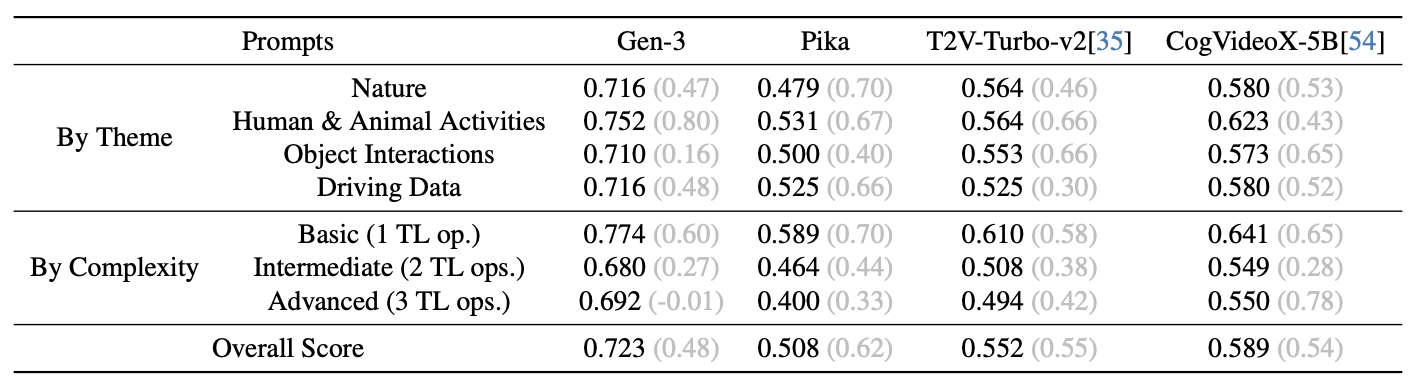 Prompts Gen-3 Pika T2V-Turbo-v2[35] CogVideoX-5B[54]
Nature 0.716 (0.47) 0.479 (0.70) 0.564 (0.46) 0.580 (0.53)
Human & Animal Activities 0.752 (0.80) 0.531 (0.67) 0.564 (0.66) 0.623 (0.43)
By Theme
Object Interactions 0.710 (0.16) 0.500 (0.40) 0.553 (0.66) 0.573 (0.65)
Driving Data 0.716 (0.48) 0.525 (0.66) 0.525 (0.30) 0.580 (0.52)
Basic (1 TL op.) 0.774 (0.60) 0.589 (0.70) 0.610 (0.58) 0.641 (0.65)
By Complexity Intermediate (2 TL ops.) 0.680 (0.27) 0.464 (0.44) 0.508 (0.38) 0.549 (0.28)
Advanced (3 TL ops.) 0.692 (-0.01) 0.400 (0.33) 0.494 (0.42) 0.550 (0.78)
Overall Score 0.723 (0.48) 0.508 (0.62) 0.552 (0.55) 0.589 (0.54)